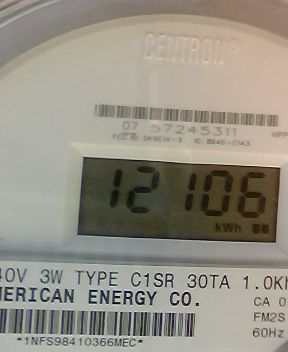 CENTRON®
07 57245311
12106
kWh
40V 3W TYPE C1SR 30TA 1.0Kh
MERICAN ENERGY CO.
CA 0
FM2S
60Hz
*1NFS98410366MEC*